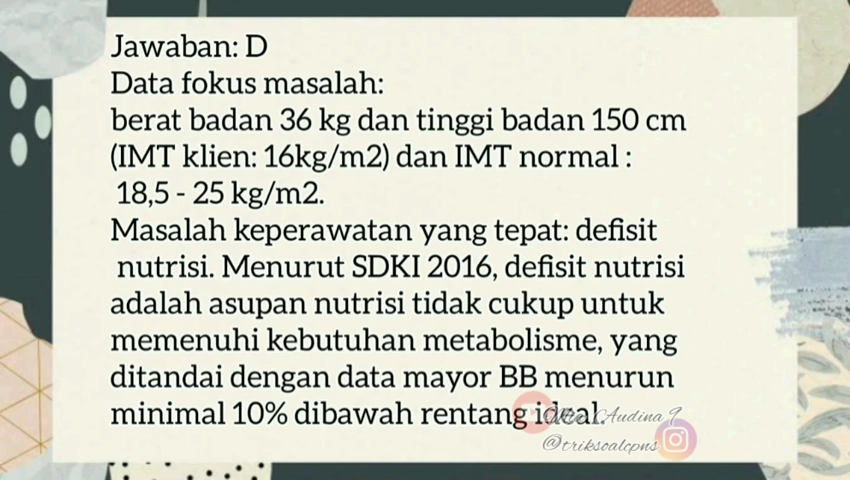 Jawaban: D
Data fokus masalah:
berat badan 36 kg dan tinggi badan 150 cm
(IMT klien: 16kg/m2) dan IMT normal :
18,5 - 25 kg/m2.
Masalah keperawatan yang tepat: defisit
nutrisi. Menurut SDKI 2016, defisit nutrisi
adalah asupan nutrisi tidak cukup untuk
memenuhi kebutuhan metabolisme, yang
ditandai dengan data mayor BB menurun
minimal 10% dibawah rentang ideal.
Audina 9
@triksoalcpns